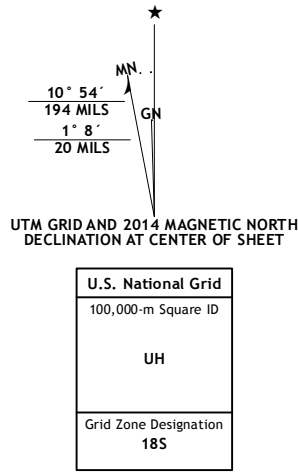 MN
GN
10° 54´
194 MILS
1° 8´
20 MILS
UTM GRID AND 2014 MAGNETIC NORTH
DECLINATION AT CENTER OF SHEET
U.S. National Grid
100,000-m Square ID
UH
Grid Zone Designation
18S